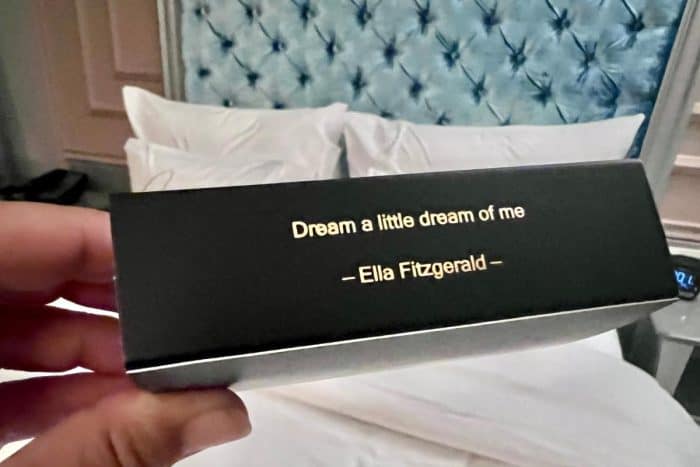 Dream a little dream of me
– Ella Fitzgerald –